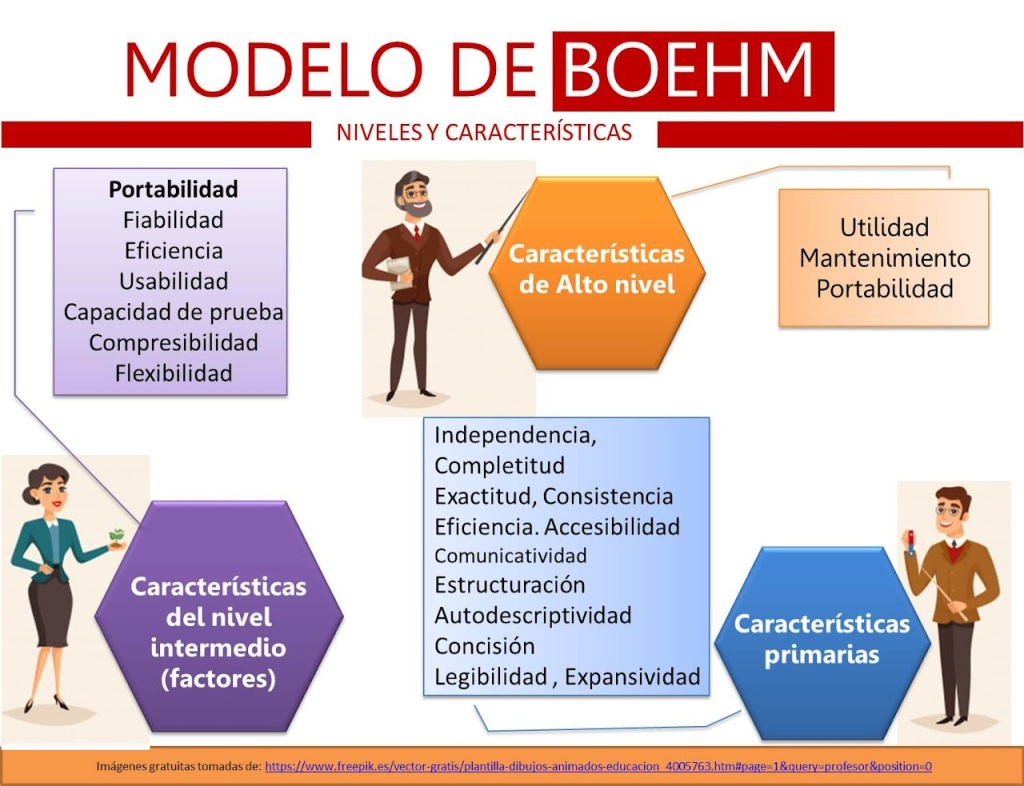 MODELO DE BOEHM
NIVELES Y CARACTERÍSTICAS
Portabilidad
Fiabilidad
Eficiencia
Usabilidad
Capacidad de prueba
Compresibilidad
Flexibilidad
Características
de Alto nivel
Utilidad
Mantenimiento
Portabilidad
Características
del nivel
intermedio
(factores)
Independencia,
Completitud
Exactitud, Consistencia
Eficiencia. Accesibilidad
Comunicatividad
Estructuración
Autodescriptividad
Concisión
Legibilidad , Expansividad
Características
primarias
Imágenes gratuitas tomadas de: https://www.freepik.es/vector-gratis/plantilla-dibujos-animados-educacion_4005763.htm#page=1&query=profesor&position=0